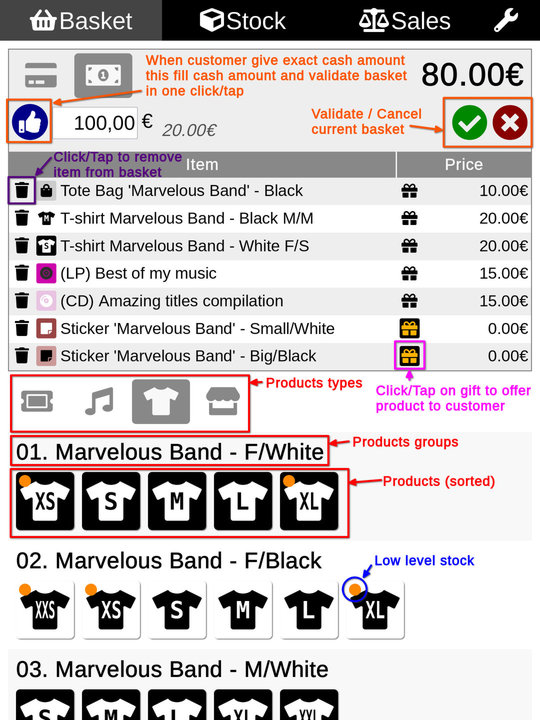 Basket Stock Sales
When customer give exact cash amount
this fill cash amount and validate basket
in one click/tap
80.00€
100,00 € 20.00€
Validate / Cancel
current basket
Click/Tap to remove
item from basket
Item Price
Tote Bag 'Marvelous Band' - Black 10.00€
T-shirt Marvelous Band - Black M/M 20.00€
T-shirt Marvelous Band - White F/S 20.00€
(LP) Best of my music 15.00€
(CD) Amazing titles compilation 15.00€
Sticker 'Marvelous Band' - Small/White 0.00€
Sticker 'Marvelous Band' - Big/Black 0.00€
Products types
Click/Tap on gift to offer
product to customer
01. Marvelous Band - F/White
Products groups
XS S M L XL
Products (sorted)
02. Marvelous Band - F/Black
Low level stock
XXS XS S M L XL
03. Marvelous Band - M/White
S M L XL XXL